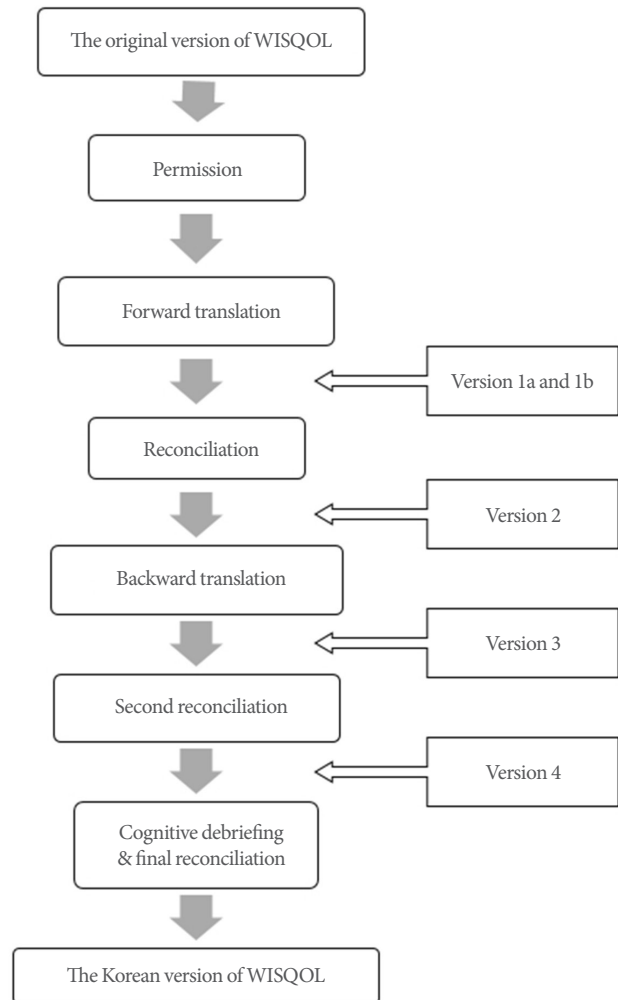 The original version of WISQOL
Permission
Forward translation
Version 1a and 1b
Reconciliation
Version 2
Backward translation
Version 3
Second reconciliation
Version 4
Cognitive debriefing
& final reconciliation
The Korean version of WISQOL